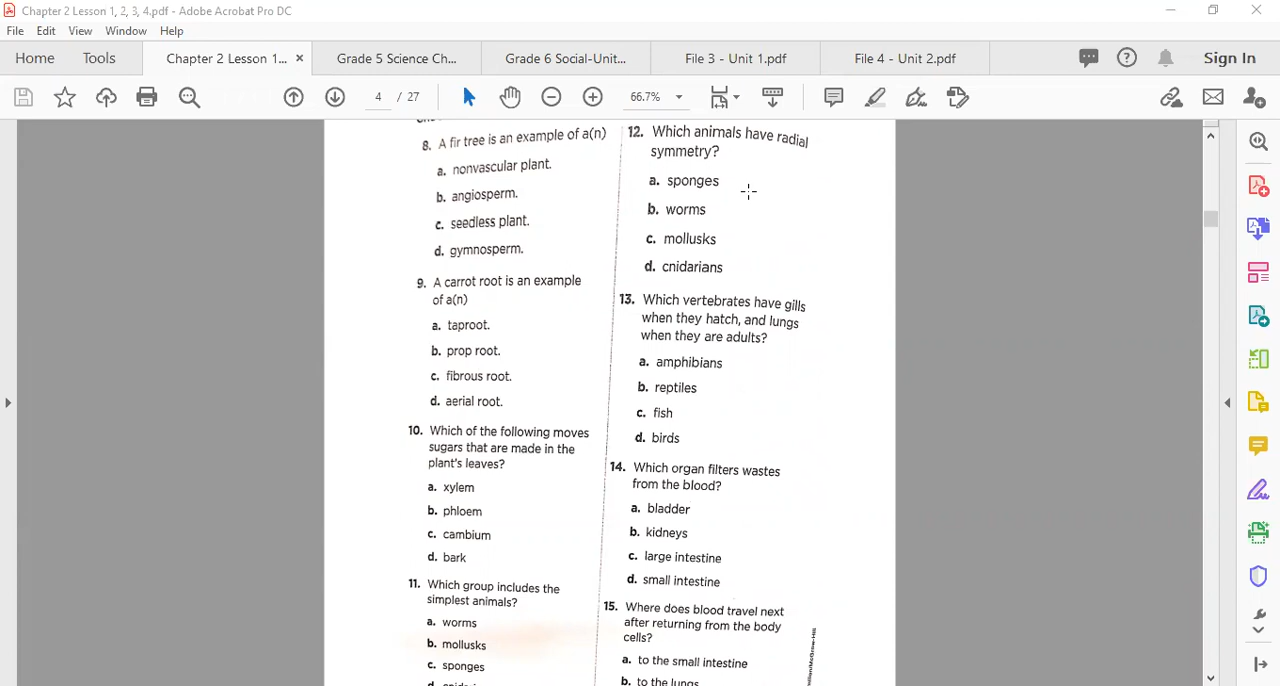 Chapter 2 Lesson 1, 2, 3, 4.pdf - Adobe Acrobat Pro DC
File Edit View Window Help
Home Tools Chapter 2 Lesson 1... × Grade 5 Science Ch... Grade 6 Social-Unit... File 3 - Unit 1.pdf File 4 - Unit 2.pdf Sign In
4 / 27 66.7%
8. A fir tree is an example of a(n)
a. nonvascular plant.
b. angiosperm.
c. seedless plant.
d. gymnosperm.
9. A carrot root is an example
of a(n)
a. taproot.
b. prop root.
c. fibrous root.
d. aerial root.
10. Which of the following moves
sugars that are made in the
plant's leaves?
a. xylem
b. phloem
c. cambium
d. bark
11. Which group includes the
simplest animals?
a. worms
b. mollusks
c. sponges
12. Which animals have radial
symmetry?
a. sponges
b. worms
c. mollusks
d. cnidarians
13. Which vertebrates have gills
when they hatch, and lungs
when they are adults?
a. amphibians
b. reptiles
c. fish
d. birds
14. Which organ filters wastes
from the blood?
a. bladder
b. kidneys
c. large intestine
d. small intestine
15. Where does blood travel next
after returning from the body
cells?
a. to the small intestine
b. to the lungs